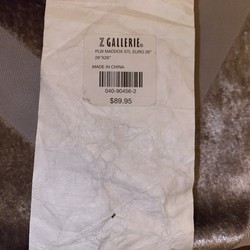 Z GALLERIE®
PLW MADDOX STL EURO 26"
26"X26"
MADE IN CHINA
040-90456-2
$89.95